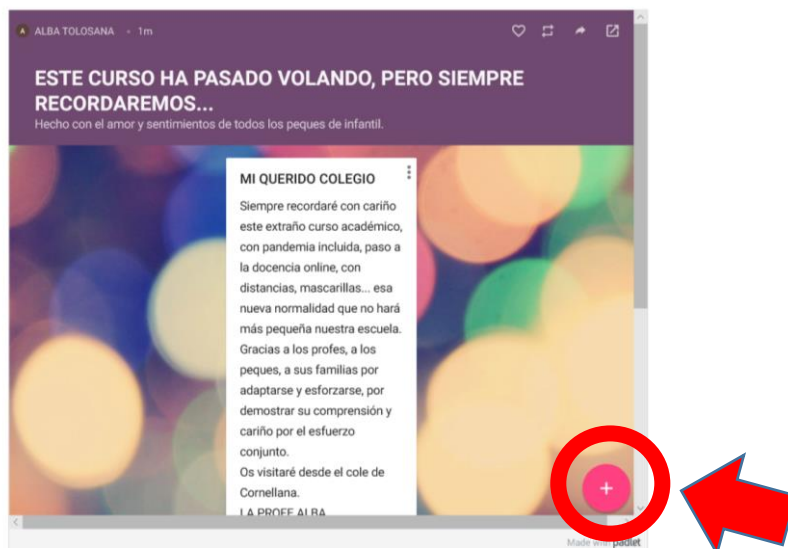 A ALBA TOLOSANA • 1m
ESTE CURSO HA PASADO VOLANDO, PERO SIEMPRE
RECORDAREMOS...
Hecho con el amor y sentimientos de todos los peques de infantil.
MI QUERIDO COLEGIO
Siempre recordaré con cariño
este extraño curso académico,
con pandemia incluida, paso a
la docencia online, con
distancias, mascarillas... esa
nueva normalidad que no hará
más pequeña nuestra escuela.
Gracias a los profes, a los
peques, a sus familias por
adaptarse y esforzarse, por
demostrar su comprensión y
cariño por el esfuerzo
conjunto.
Os visitaré desde el cole de
Cornellana.
LA PROFE ALBA
+
Made with padlet